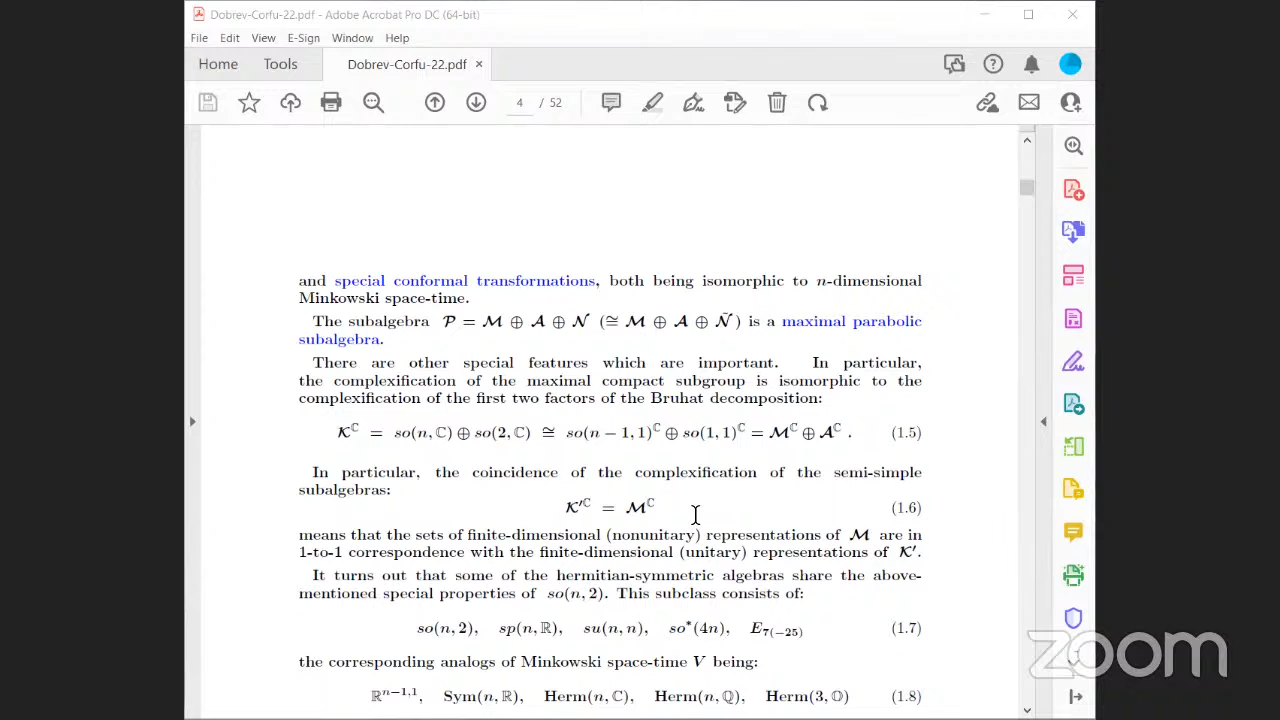 Dobrev-Corfu-22.pdf - Adobe Acrobat Pro DC (64-bit)
File Edit View E-Sign Window Help
Home Tools Dobrev-Corfu-22.pdf ×
4 / 52
and special conformal transformations, both being isomorphic to n-dimensional
Minkowski space-time.
The subalgebra 𝒫 = ℳ ⊕ 𝒜 ⊕ 𝒩 (≅ ℳ ⊕ 𝒜 ⊕ 𝒩̃) is a maximal parabolic
subalgebra.
There are other special features which are important. In particular,
the complexification of the maximal compact subgroup is isomorphic to the
complexification of the first two factors of the Bruhat decomposition:
𝒦^ℂ = so(n, ℂ) ⊕ so(2, ℂ) ≅ so(n − 1, 1)^ℂ ⊕ so(1, 1)^ℂ = ℳ^ℂ ⊕ 𝒜^ℂ . (1.5)
In particular, the coincidence of the complexification of the semi-simple
subalgebras:
𝒦′^ℂ = ℳ^ℂ (1.6)
means that the sets of finite-dimensional (nonunitary) representations of ℳ are in
1-to-1 correspondence with the finite-dimensional (unitary) representations of 𝒦′.
It turns out that some of the hermitian-symmetric algebras share the above-
mentioned special properties of so(n, 2). This subclass consists of:
so(n, 2), sp(n, ℝ), su(n, n), so*(4n), E₇₍₋₂₅₎ (1.7)
the corresponding analogs of Minkowski space-time V being:
ℝ^{n−1,1}, Sym(n, ℝ), Herm(n, ℂ), Herm(n, ℚ), Herm(3, 𝕆) (1.8)
zoom